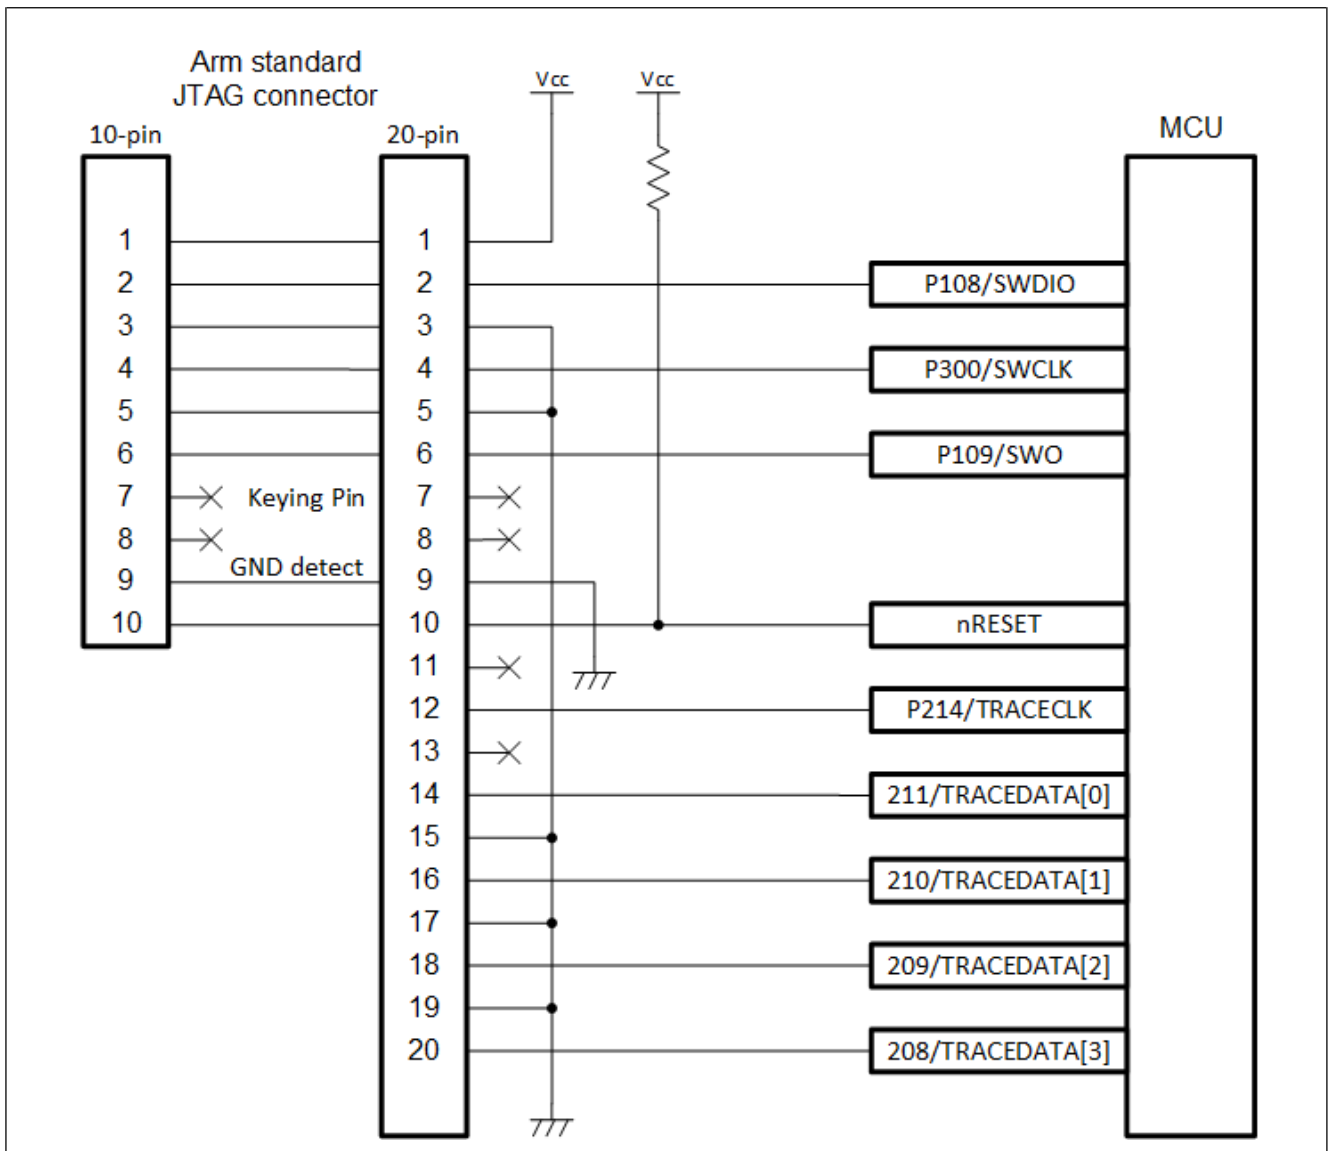 Arm standard
JTAG connector
Vcc
Vcc
10-pin
20-pin
MCU
1
1
2
2
P108/SWDIO
3
3
4
4
P300/SWCLK
5
5
6
6
P109/SWO
7
Keying Pin
7
8
8
GND detect
9
9
10
10
nRESET
11
12
P214/TRACECLK
13
14
211/TRACEDATA[0]
15
16
210/TRACEDATA[1]
17
18
209/TRACEDATA[2]
19
20
208/TRACEDATA[3]